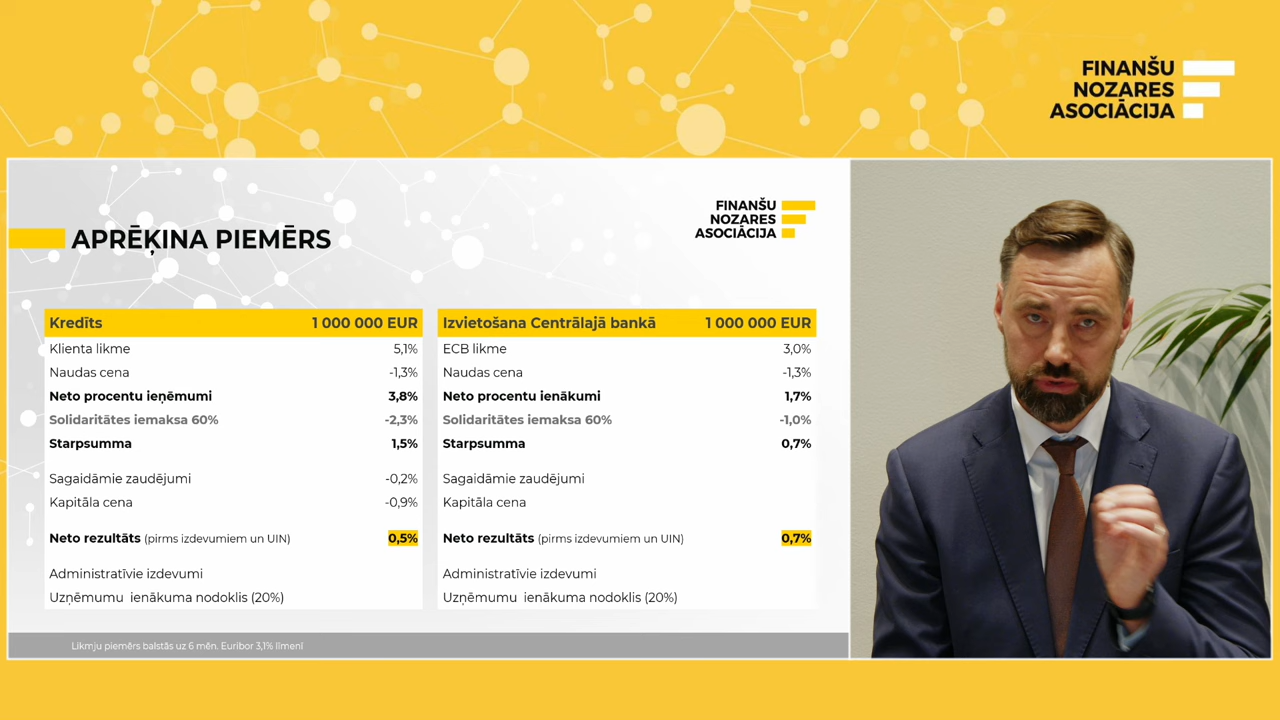 FINANŠU
NOZARES
ASOCIĀCIJA
FINANŠU
NOZARES
ASOCIĀCIJA
APRĒĶINA PIEMĒRS
Kredīts 1 000 000 EUR
Klienta likme 5,1%
Naudas cena -1,3%
Neto procentu ieņēmumi 3,8%
Solidaritātes iemaksa 60% -2,3%
Starpsumma 1,5%
Sagaidāmie zaudējumi -0,2%
Kapitāla cena -0,9%
Neto rezultāts (pirms izdevumiem un UIN) 0,5%
Administratīvie izdevumi
Uzņēmumu ienākuma nodoklis (20%)
Izvietošana Centrālajā bankā 1 000 000 EUR
ECB likme 3,0%
Naudas cena -1,3%
Neto procentu ienākumi 1,7%
Solidaritātes iemaksa 60% -1,0%
Starpsumma 0,7%
Sagaidāmie zaudējumi
Kapitāla cena
Neto rezultāts (pirms izdevumiem un UIN) 0,7%
Administratīvie izdevumi
Uzņēmumu ienākuma nodoklis (20%)
Likmju piemērs balstās uz 6 mēn. Euribor 3,1% līmenī